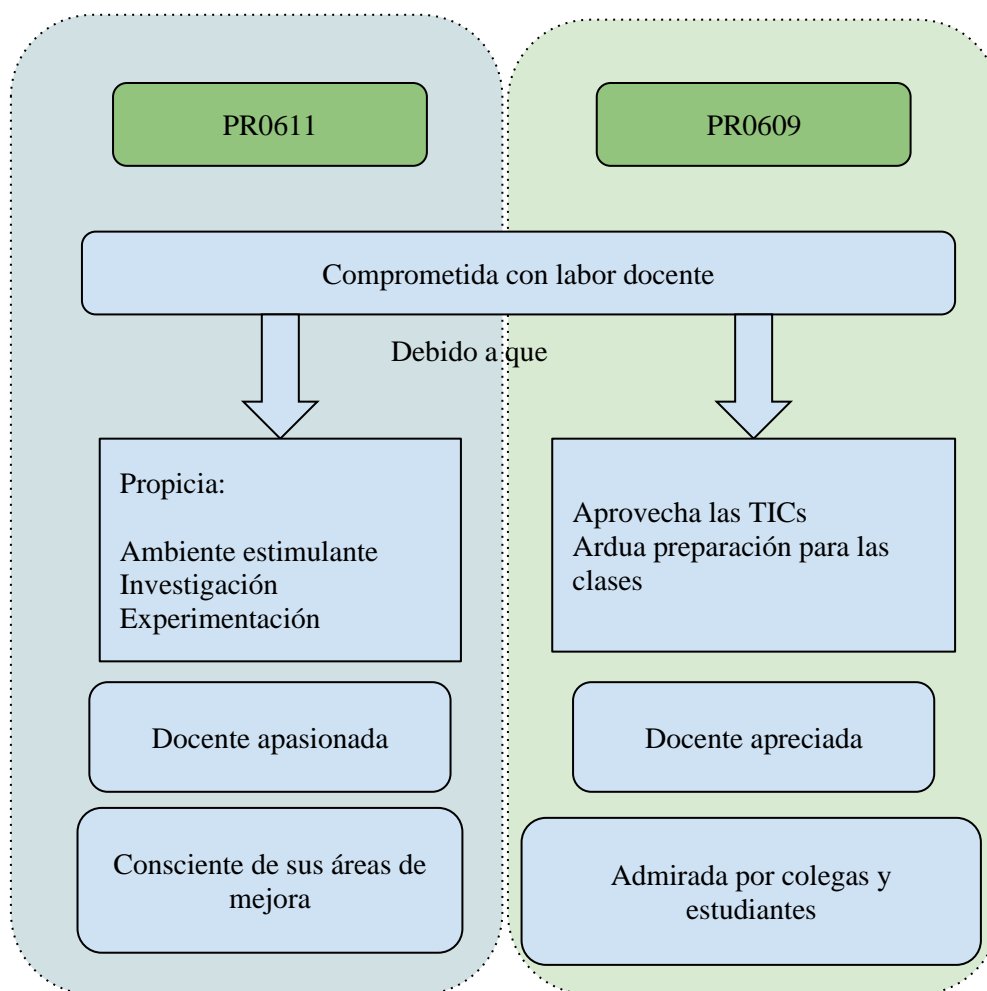 PR0611
PR0609
Comprometida con labor docente
Debido a que
Propicia:
Ambiente estimulante
Investigación
Experimentación
Aprovecha las TICs
Ardua preparación para las
clases
Docente apasionada
Docente apreciada
Consciente de sus áreas de
mejora
Admirada por colegas y
estudiantes